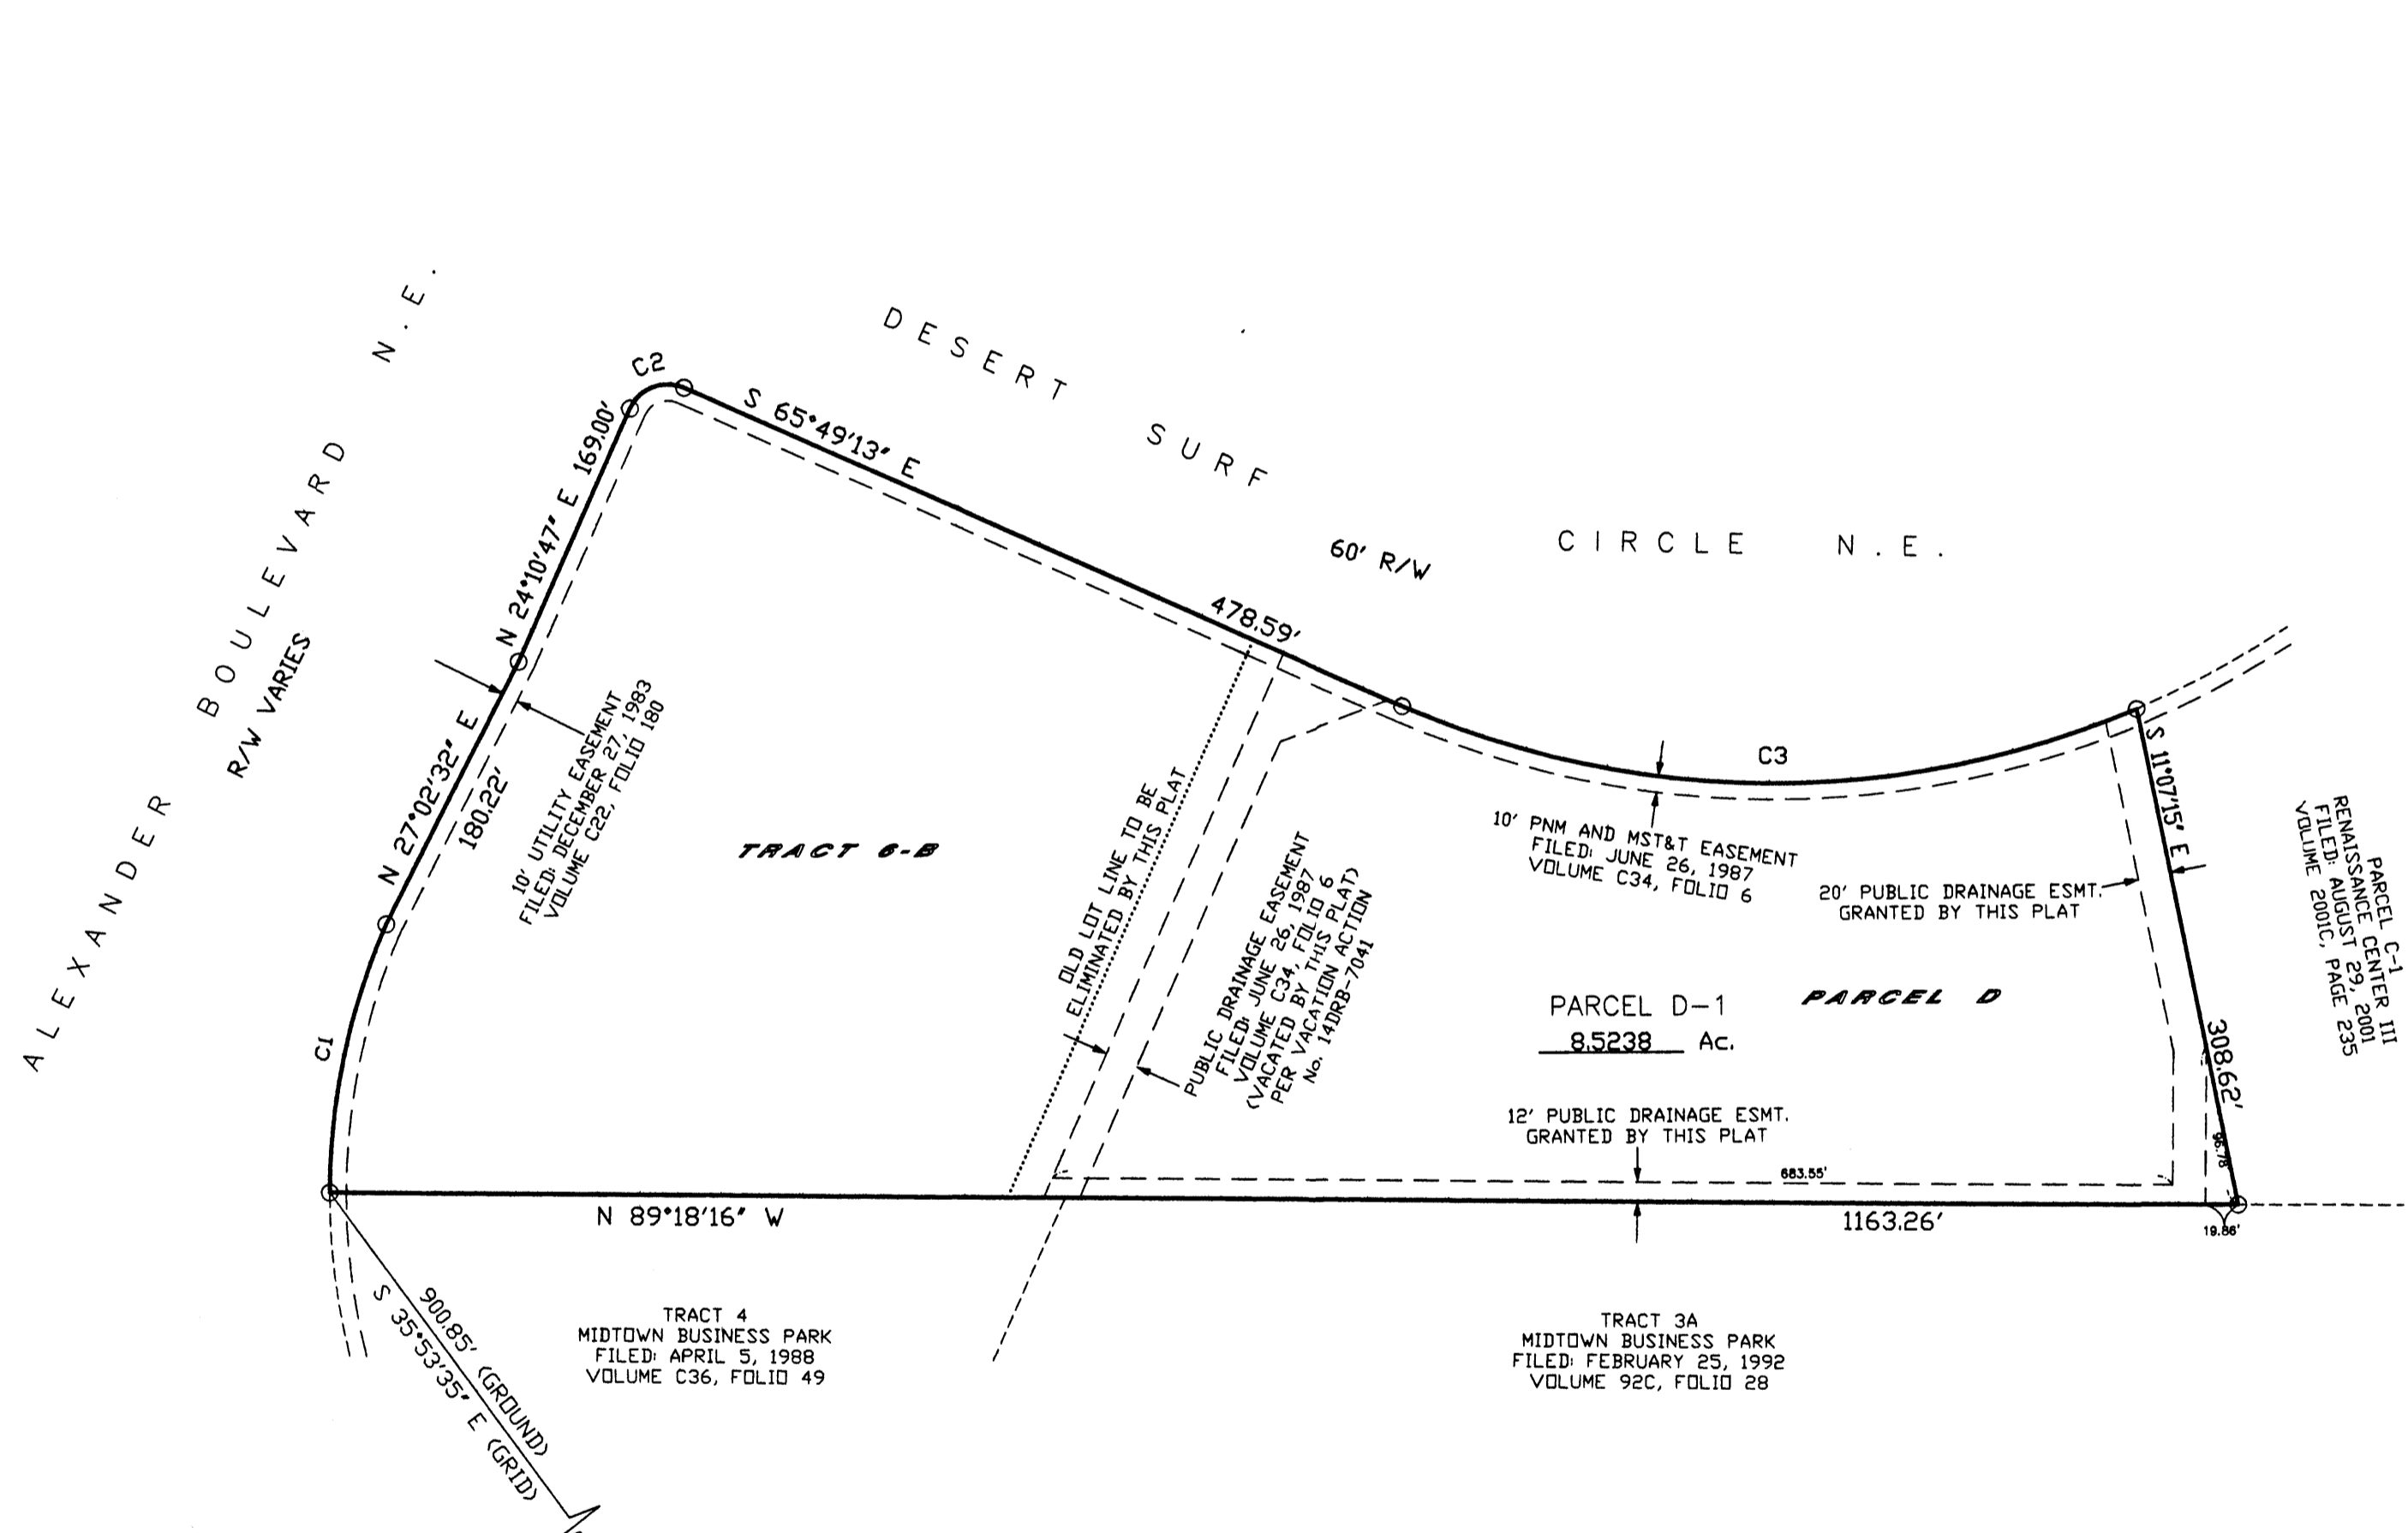 ALEXANDER BOULEVARD N.E.
R/W VARIES
DESERT SURF CIRCLE N.E.
60' R/W
C2
S 65°49'13" E
478.59'
N 24°10'47" E 169.00'
N 27°02'32" E
180.22'
C1
10' UTILITY EASEMENT
FILED: DECEMBER 27, 1983
VOLUME C22, FOLIO 180
TRACT 6-B
OLD LOT LINE TO BE
ELIMINATED BY THIS PLAT
PUBLIC DRAINAGE EASEMENT
FILED: JUNE 26, 1987
VOLUME C34, FOLIO 6
(VACATED BY THIS PLAT)
PER VACATION ACTION
No. 14DRB-7041
C3
10' PNM AND MST&T EASEMENT
FILED: JUNE 26, 1987
VOLUME C34, FOLIO 6
20' PUBLIC DRAINAGE ESMT.
GRANTED BY THIS PLAT
S 11°07'15" E
308.62'
PARCEL C-1
RENAISSANCE CENTER III
FILED: AUGUST 29, 2001
VOLUME 2001C, PAGE 235
PARCEL D-1
8.5238 Ac.
PARCEL D
12' PUBLIC DRAINAGE ESMT.
GRANTED BY THIS PLAT
683.55'
96.78'
19.86'
N 89°18'16" W
1163.26'
900.85' (GROUND)
S 35°53'35" E (GRID)
TRACT 4
MIDTOWN BUSINESS PARK
FILED: APRIL 5, 1988
VOLUME C36, FOLIO 49
TRACT 3A
MIDTOWN BUSINESS PARK
FILED: FEBRUARY 25, 1992
VOLUME 92C, FOLIO 28